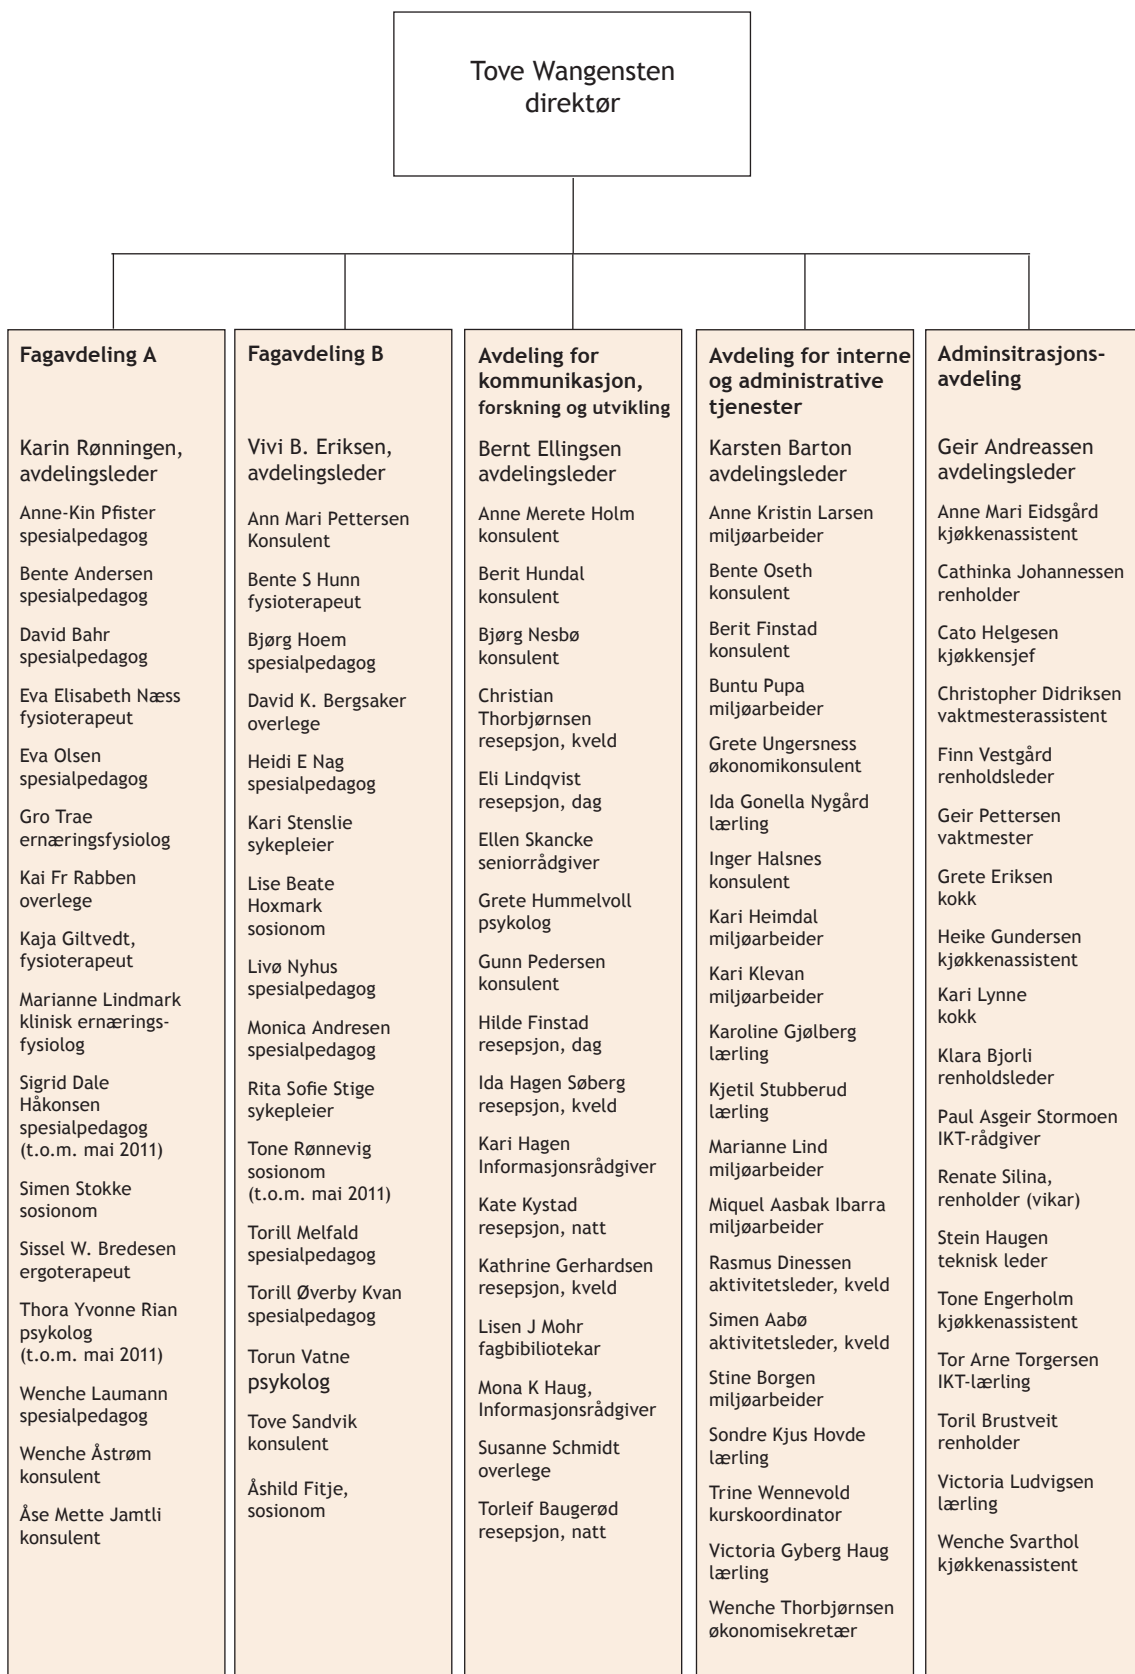 Tove Wangensten
direktør
Fagavdeling A
Karin Rønningen,
avdelingsleder
Anne-Kin Pfister
spesialpedagog
Bente Andersen
spesialpedagog
David Bahr
spesialpedagog
Eva Elisabeth Næss
fysioterapeut
Eva Olsen
spesialpedagog
Gro Trae
ernæringsfysiolog
Kai Fr Rabben
overlege
Kaja Giltvedt,
fysioterapeut
Marianne Lindmark
klinisk ernærings-
fysiolog
Sigrid Dale
Håkonsen
spesialpedagog
(t.o.m. mai 2011)
Simen Stokke
sosionom
Sissel W. Bredesen
ergoterapeut
Thora Yvonne Rian
psykolog
(t.o.m. mai 2011)
Wenche Laumann
spesialpedagog
Wenche Åstrøm
konsulent
Åse Mette Jamtli
konsulent
Fagavdeling B
Vivi B. Eriksen,
avdelingsleder
Ann Mari Pettersen
Konsulent
Bente S Hunn
fysioterapeut
Bjørg Hoem
spesialpedagog
David K. Bergsaker
overlege
Heidi E Nag
spesialpedagog
Kari Stenslie
sykepleier
Lise Beate
Hoxmark
sosionom
Livø Nyhus
spesialpedagog
Monica Andresen
spesialpedagog
Rita Sofie Stige
sykepleier
Tone Rønnevig
sosionom
(t.o.m. mai 2011)
Torill Melfald
spesialpedagog
Torill Øverby Kvan
spesialpedagog
Torun Vatne
psykolog
Tove Sandvik
konsulent
Åshild Fitje,
sosionom
Avdeling for
kommunikasjon,
forskning og utvikling
Bernt Ellingsen
avdelingsleder
Anne Merete Holm
konsulent
Berit Hundal
konsulent
Bjørg Nesbø
konsulent
Christian
Thorbjørnsen
resepsjon, kveld
Eli Lindqvist
resepsjon, dag
Ellen Skancke
seniorrådgiver
Grete Hummelvoll
psykolog
Gunn Pedersen
konsulent
Hilde Finstad
resepsjon, dag
Ida Hagen Søberg
resepsjon, kveld
Kari Hagen
Informasjonsrådgiver
Kate Kystad
resepsjon, natt
Kathrine Gerhardsen
resepsjon, kveld
Lisen J Mohr
fagbibliotekar
Mona K Haug,
Informasjonsrådgiver
Susanne Schmidt
overlege
Torleif Baugerød
resepsjon, natt
Avdeling for interne
og administrative
tjenester
Karsten Barton
avdelingsleder
Anne Kristin Larsen
miljøarbeider
Bente Oseth
konsulent
Berit Finstad
konsulent
Buntu Pupa
miljøarbeider
Grete Ungersness
økonomikonsulent
Ida Gonella Nygård
lærling
Inger Halsnes
konsulent
Kari Heimdal
miljøarbeider
Kari Klevan
miljøarbeider
Karoline Gjølberg
lærling
Kjetil Stubberud
lærling
Marianne Lind
miljøarbeider
Miquel Aasbak Ibarra
miljøarbeider
Rasmus Dinessen
aktivitetsleder, kveld
Simen Aabø
aktivitetsleder, kveld
Stine Borgen
miljøarbeider
Sondre Kjus Hovde
lærling
Trine Wennevold
kurskoordinator
Victoria Gyberg Haug
lærling
Wenche Thorbjørnsen
økonomisekretær
Adminsitrasjons-
avdeling
Geir Andreassen
avdelingsleder
Anne Mari Eidsgård
kjøkkenassistent
Cathinka Johannessen
renholder
Cato Helgesen
kjøkkensjef
Christopher Didriksen
vaktmesterassistent
Finn Vestgård
renholdsleder
Geir Pettersen
vaktmester
Grete Eriksen
kokk
Heike Gundersen
kjøkkenassistent
Kari Lynne
kokk
Klara Bjorli
renholdsleder
Paul Asgeir Stormoen
IKT-rådgiver
Renate Silina,
renholder (vikar)
Stein Haugen
teknisk leder
Tone Engerholm
kjøkkenassistent
Tor Arne Torgersen
IKT-lærling
Toril Brustveit
renholder
Victoria Ludvigsen
lærling
Wenche Svarthol
kjøkkenassistent